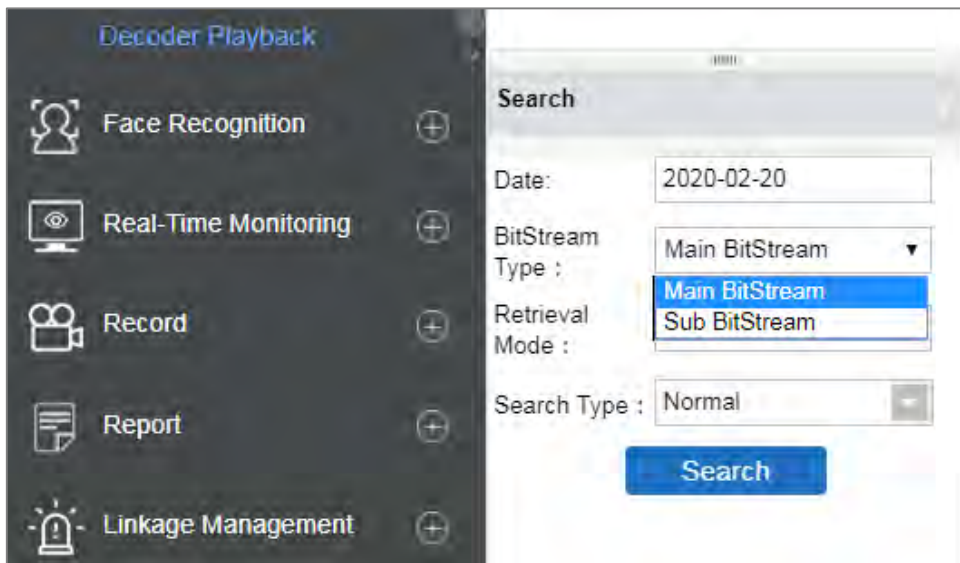 Decoder Playback
Face Recognition
Real-Time Monitoring
Record
Report
Linkage Management
Search
Date:
2020-02-20
BitStream
Type :
Main BitStream
Main BitStream
Sub BitStream
Retrieval
Mode :
Search Type :
Normal
Search